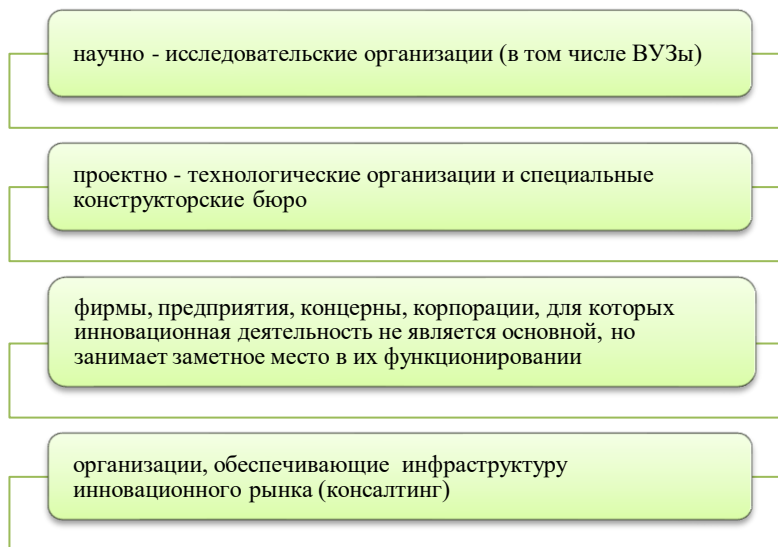 научно - исследовательские организации (в том числе ВУЗы)
проектно - технологические организации и специальные
конструкторские бюро
фирмы, предприятия, концерны, корпорации, для которых
инновационная деятельность не является основной, но
занимает заметное место в их функционировании
организации, обеспечивающие инфраструктуру
инновационного рынка (консалтинг)